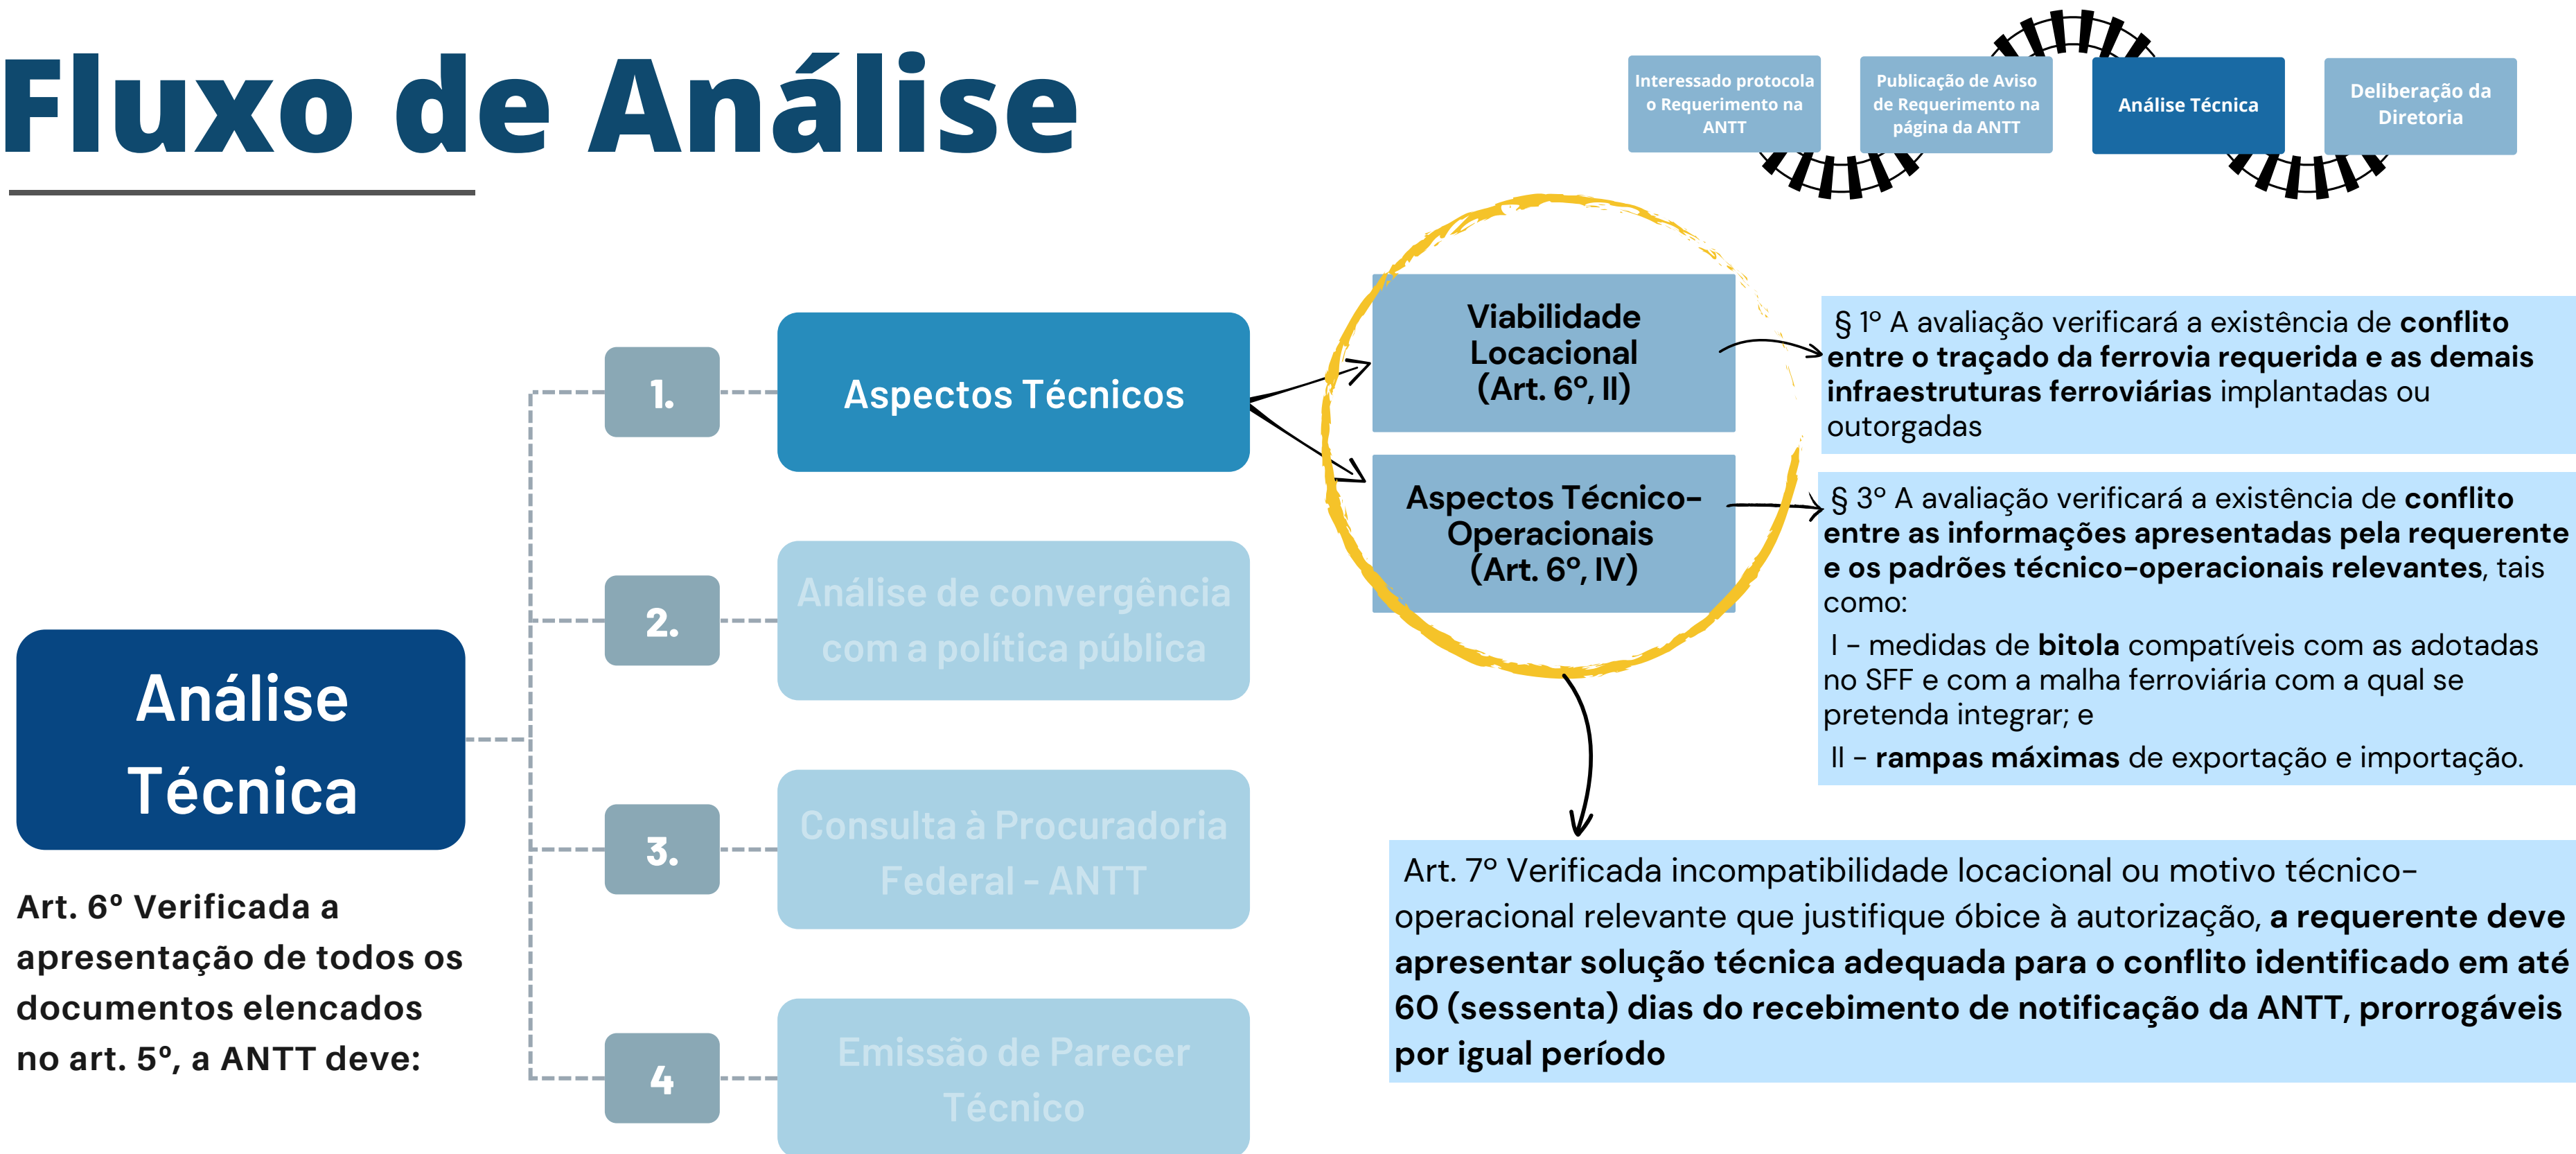 Fluxo de Análise
Interessado protocola
o Requerimento na
ANTT
Publicação de Aviso
de Requerimento na
página da ANTT
Análise Técnica
Deliberação da
Diretoria
Análise
Técnica
Art. 6º Verificada a
apresentação de todos os
documentos elencados
no art. 5º, a ANTT deve:
1.
Aspectos Técnicos
2.
Análise de convergência
com a política pública
3.
Consulta à Procuradoria
Federal - ANTT
4
Emissão de Parecer
Técnico
Viabilidade
Locacional
(Art. 6º, II)
Aspectos Técnico-
Operacionais
(Art. 6º, IV)
§ 1º A avaliação verificará a existência de conflito
entre o traçado da ferrovia requerida e as demais
infraestruturas ferroviárias implantadas ou
outorgadas
§ 3º A avaliação verificará a existência de conflito
entre as informações apresentadas pela requerente
e os padrões técnico-operacionais relevantes, tais
como:
I - medidas de bitola compatíveis com as adotadas
no SFF e com a malha ferroviária com a qual se
pretenda integrar; e
II - rampas máximas de exportação e importação.
Art. 7º Verificada incompatibilidade locacional ou motivo técnico-
operacional relevante que justifique óbice à autorização, a requerente deve
apresentar solução técnica adequada para o conflito identificado em até
60 (sessenta) dias do recebimento de notificação da ANTT, prorrogáveis
por igual período